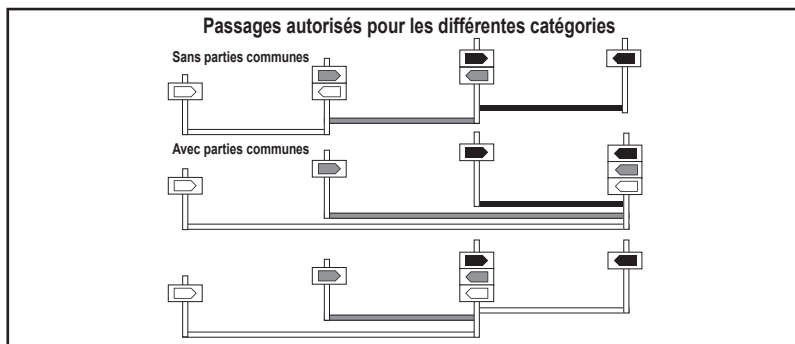 Passages autorisés pour les différentes catégories
Sans parties communes
Avec parties communes